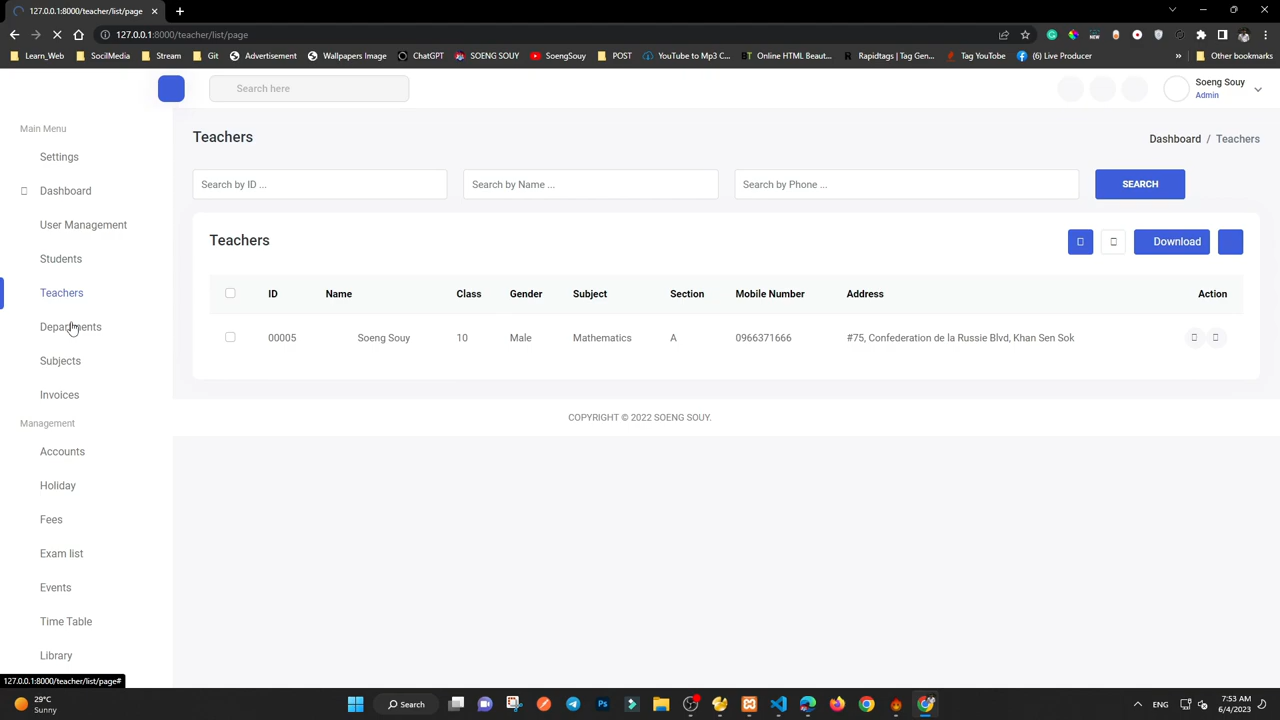 127.0.0.1:8000/teacher/list/page
127.0.0.1:8000/teacher/list/page
Learn_Web SocilMedia Stream Git Advertisement Wallpapers Image ChatGPT SOENG SOUY SoengSouy POST YouTube to Mp3 C... Online HTML Beaut... Rapidtags | Tag Gen... Tag YouTube (6) Live Producer » Other bookmarks
Search here
Soeng Souy
Admin
Main Menu
Settings
Dashboard
User Management
Students
Teachers
Departments
Subjects
Invoices
Management
Accounts
Holiday
Fees
Exam list
Events
Time Table
Library
Teachers
Dashboard / Teachers
Search by ID ... Search by Name ... Search by Phone ... SEARCH
Teachers
Download
ID Name Class Gender Subject Section Mobile Number Address Action
00005 Soeng Souy 10 Male Mathematics A 0966371666 #75, Confederation de la Russie Blvd, Khan Sen Sok
COPYRIGHT © 2022 SOENG SOUY.
127.0.0.1:8000/teacher/list/page#
29°C
Sunny
Search
ENG
7:53 AM
6/4/2023